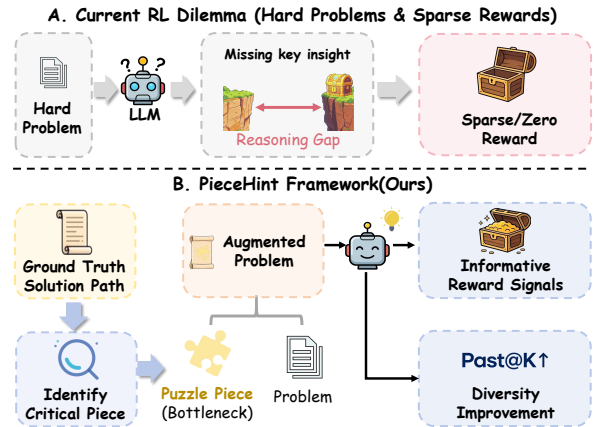 A. Current RL Dilemma (Hard Problems & Sparse Rewards)
Hard
Problem
? ?
LLM
Missing key insight
Reasoning Gap
Sparse/Zero
Reward
B. PieceHint Framework(Ours)
Ground Truth
Solution Path
Augmented
Problem
Informative
Reward Signals
Identify
Critical Piece
Puzzle Piece
(Bottleneck)
Problem
Past@K↑
Diversity
Improvement